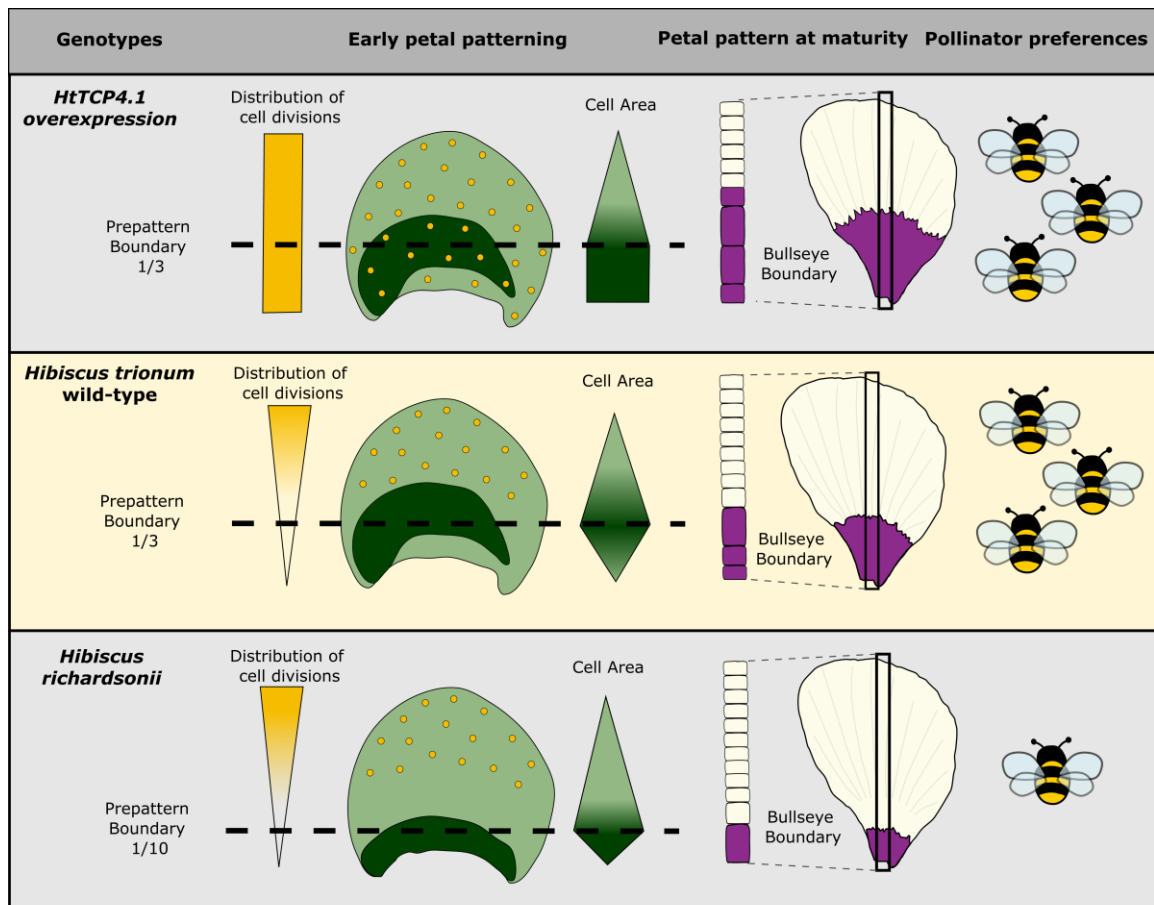 Genotypes
Early petal patterning
Petal pattern at maturity
Pollinator preferences
HtTCP4.1
overexpression
Distribution of
cell divisions
Cell Area
Prepattern
Boundary
1/3
Bullseye
Boundary
Hibiscus trionum
wild-type
Distribution of
cell divisions
Cell Area
Prepattern
Boundary
1/3
Bullseye
Boundary
Hibiscus
richardsonii
Distribution of
cell divisions
Cell Area
Prepattern
Boundary
1/10
Bullseye
Boundary